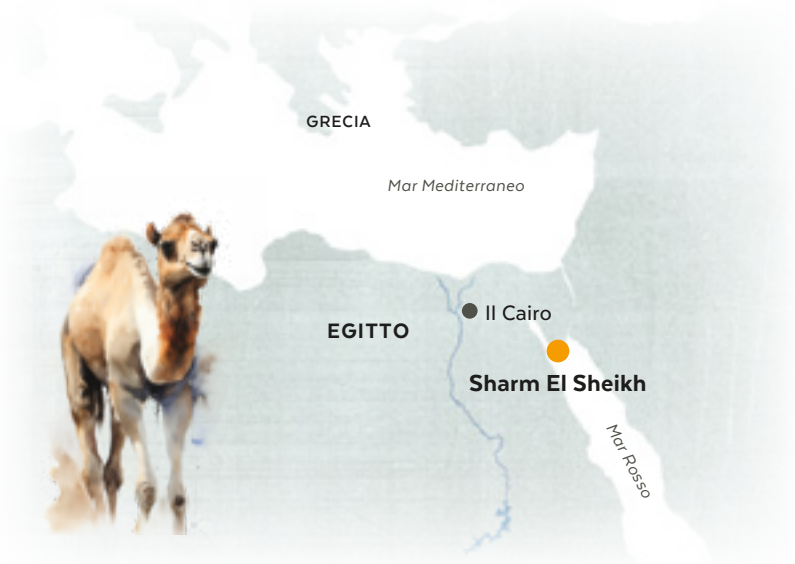 GRECIA
Mar Mediterraneo
Il Cairo
EGITTO
Sharm El Sheikh
Mar Rosso